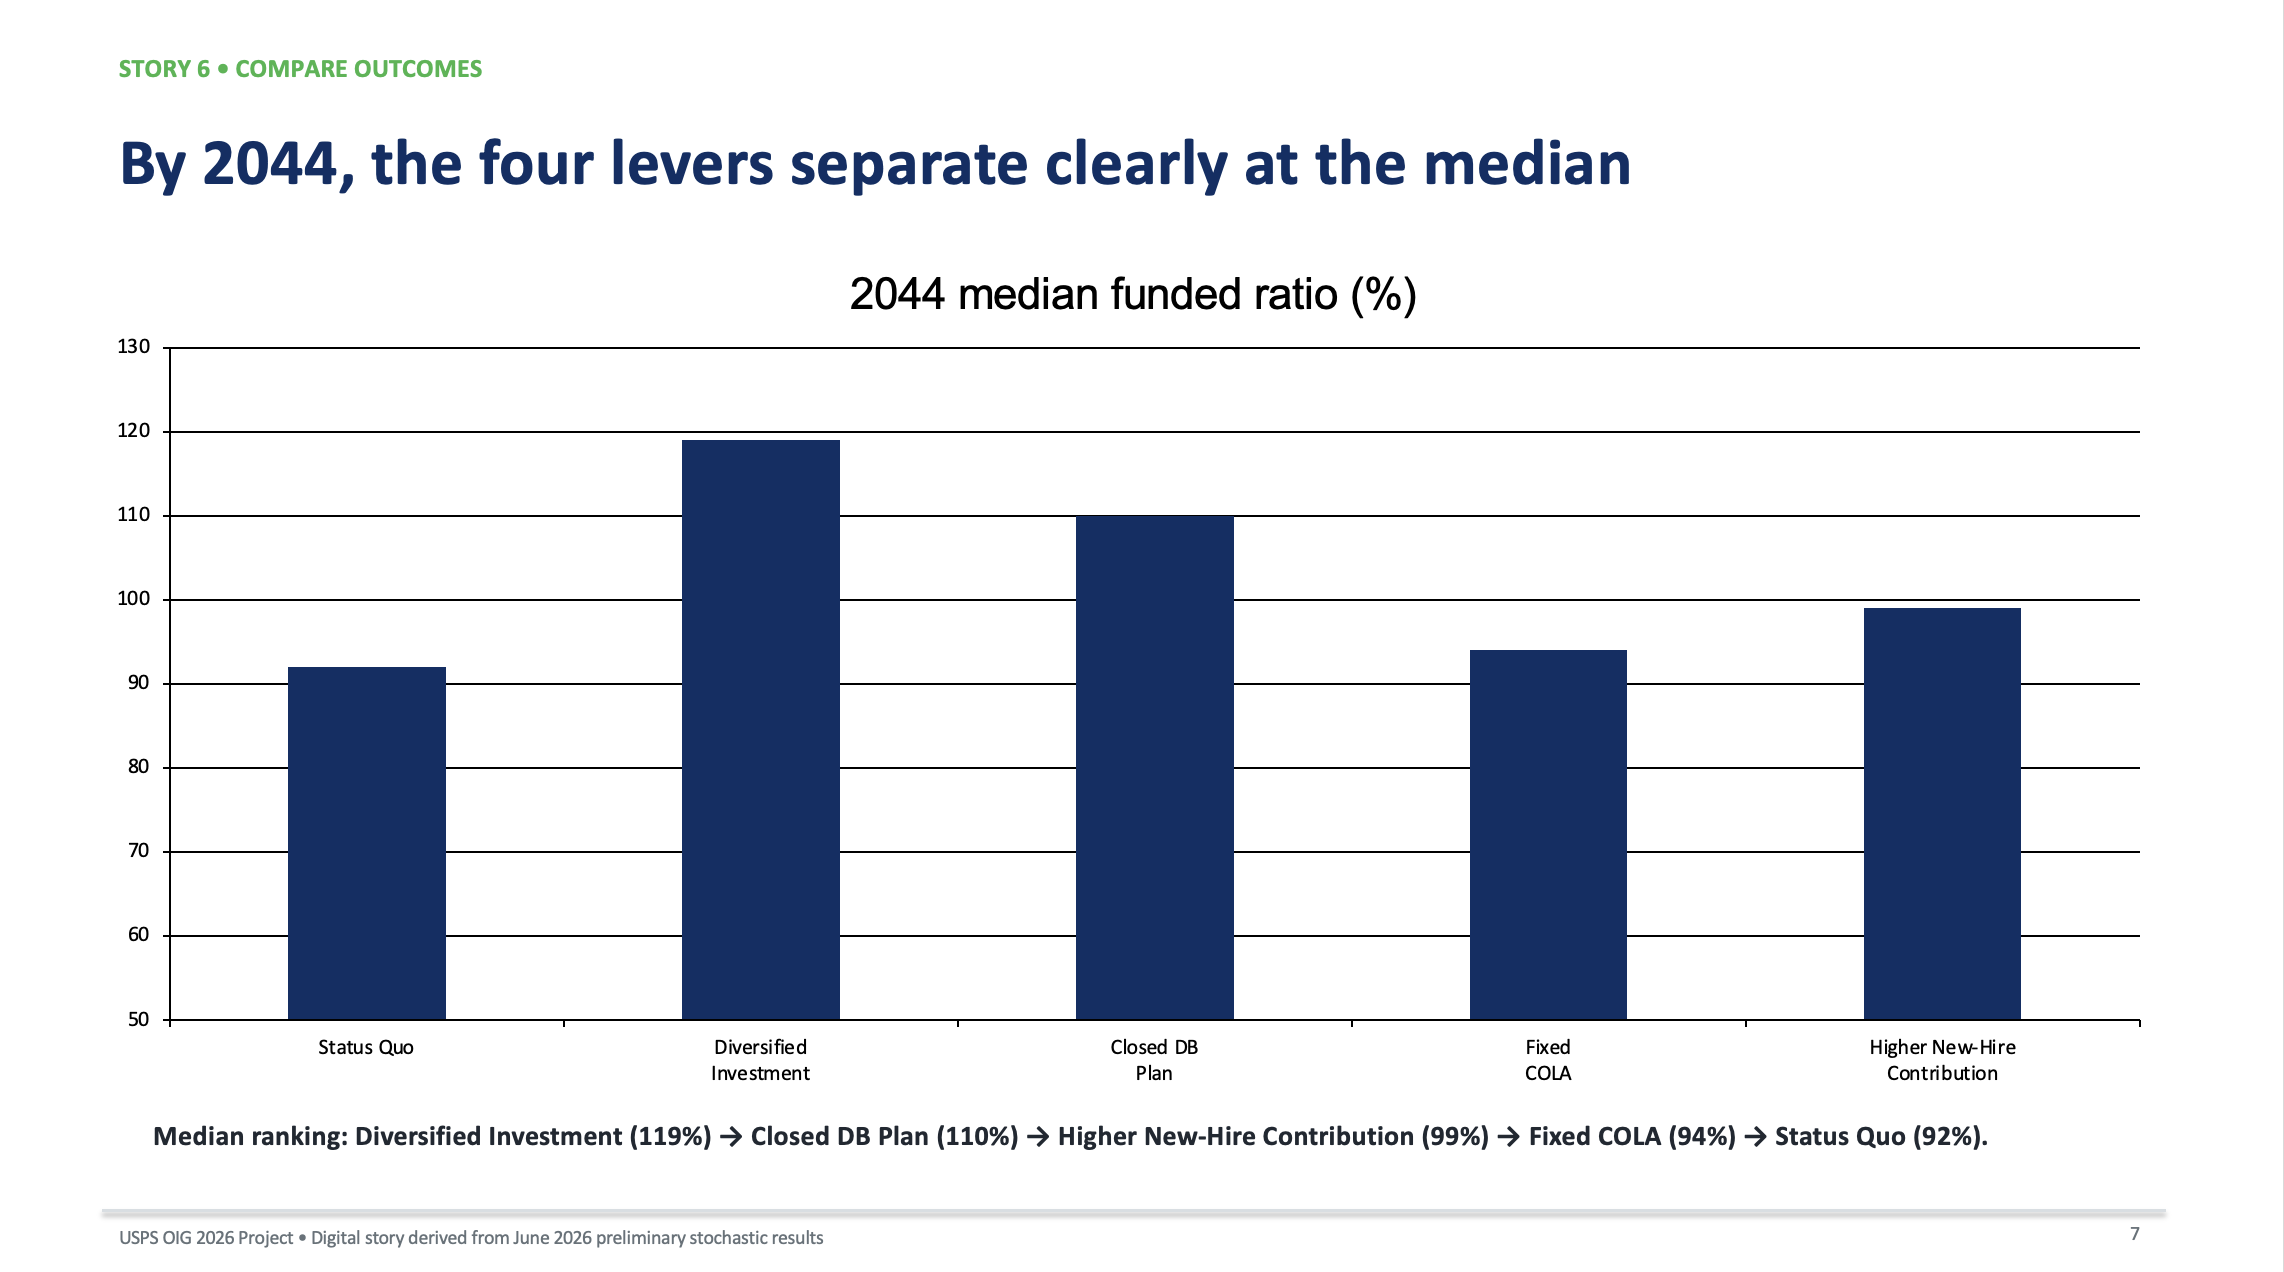 STORY 6 • COMPARE OUTCOMES
By 2044, the four levers separate clearly at the median
2044 median funded ratio (%)
130
120
110
100
90
80
70
60
50
Status Quo
Diversified
Investment
Closed DB
Plan
Fixed
COLA
Higher New-Hire
Contribution
Median ranking: Diversified Investment (119%) → Closed DB Plan (110%) → Higher New-Hire Contribution (99%) → Fixed COLA (94%) → Status Quo (92%).
USPS OIG 2026 Project • Digital story derived from June 2026 preliminary stochastic results
7